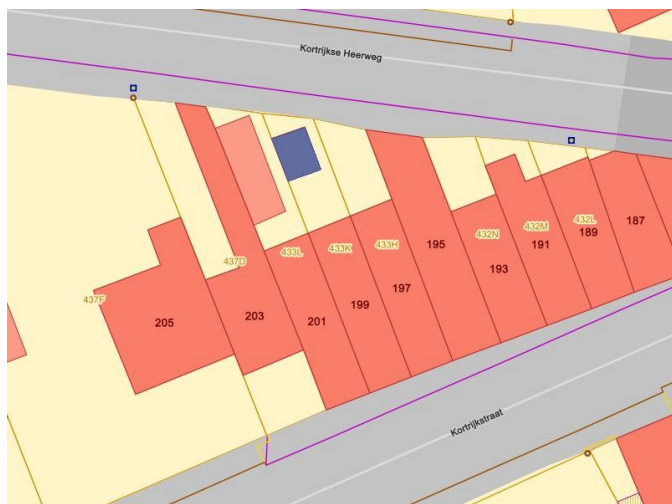 Kortrijkse Heerweg
432L
187
189
432M
191
432N
193
195
433H
197
433K
199
433L
201
437D
203
437F
205
Kortrijkstraat